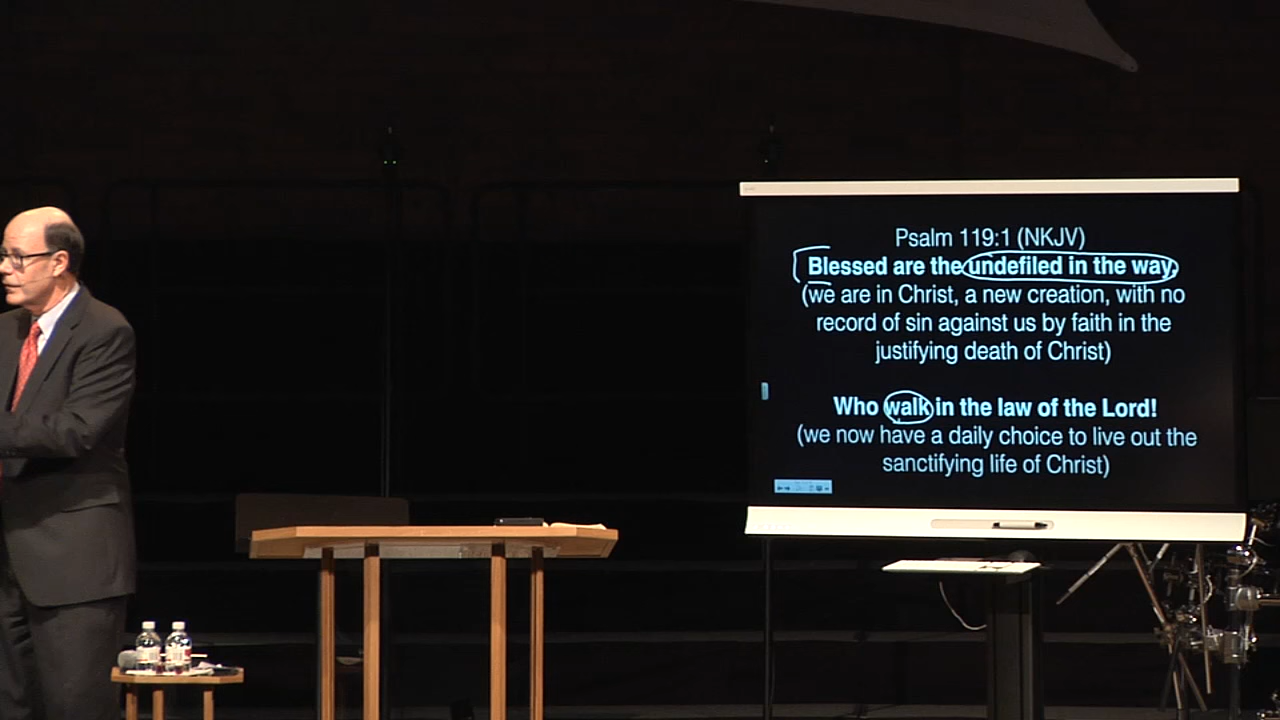 Psalm 119:1 (NKJV)
Blessed are the undefiled in the way,
(we are in Christ, a new creation, with no
record of sin against us by faith in the
justifying death of Christ)
Who walk in the law of the Lord!
(we now have a daily choice to live out the
sanctifying life of Christ)